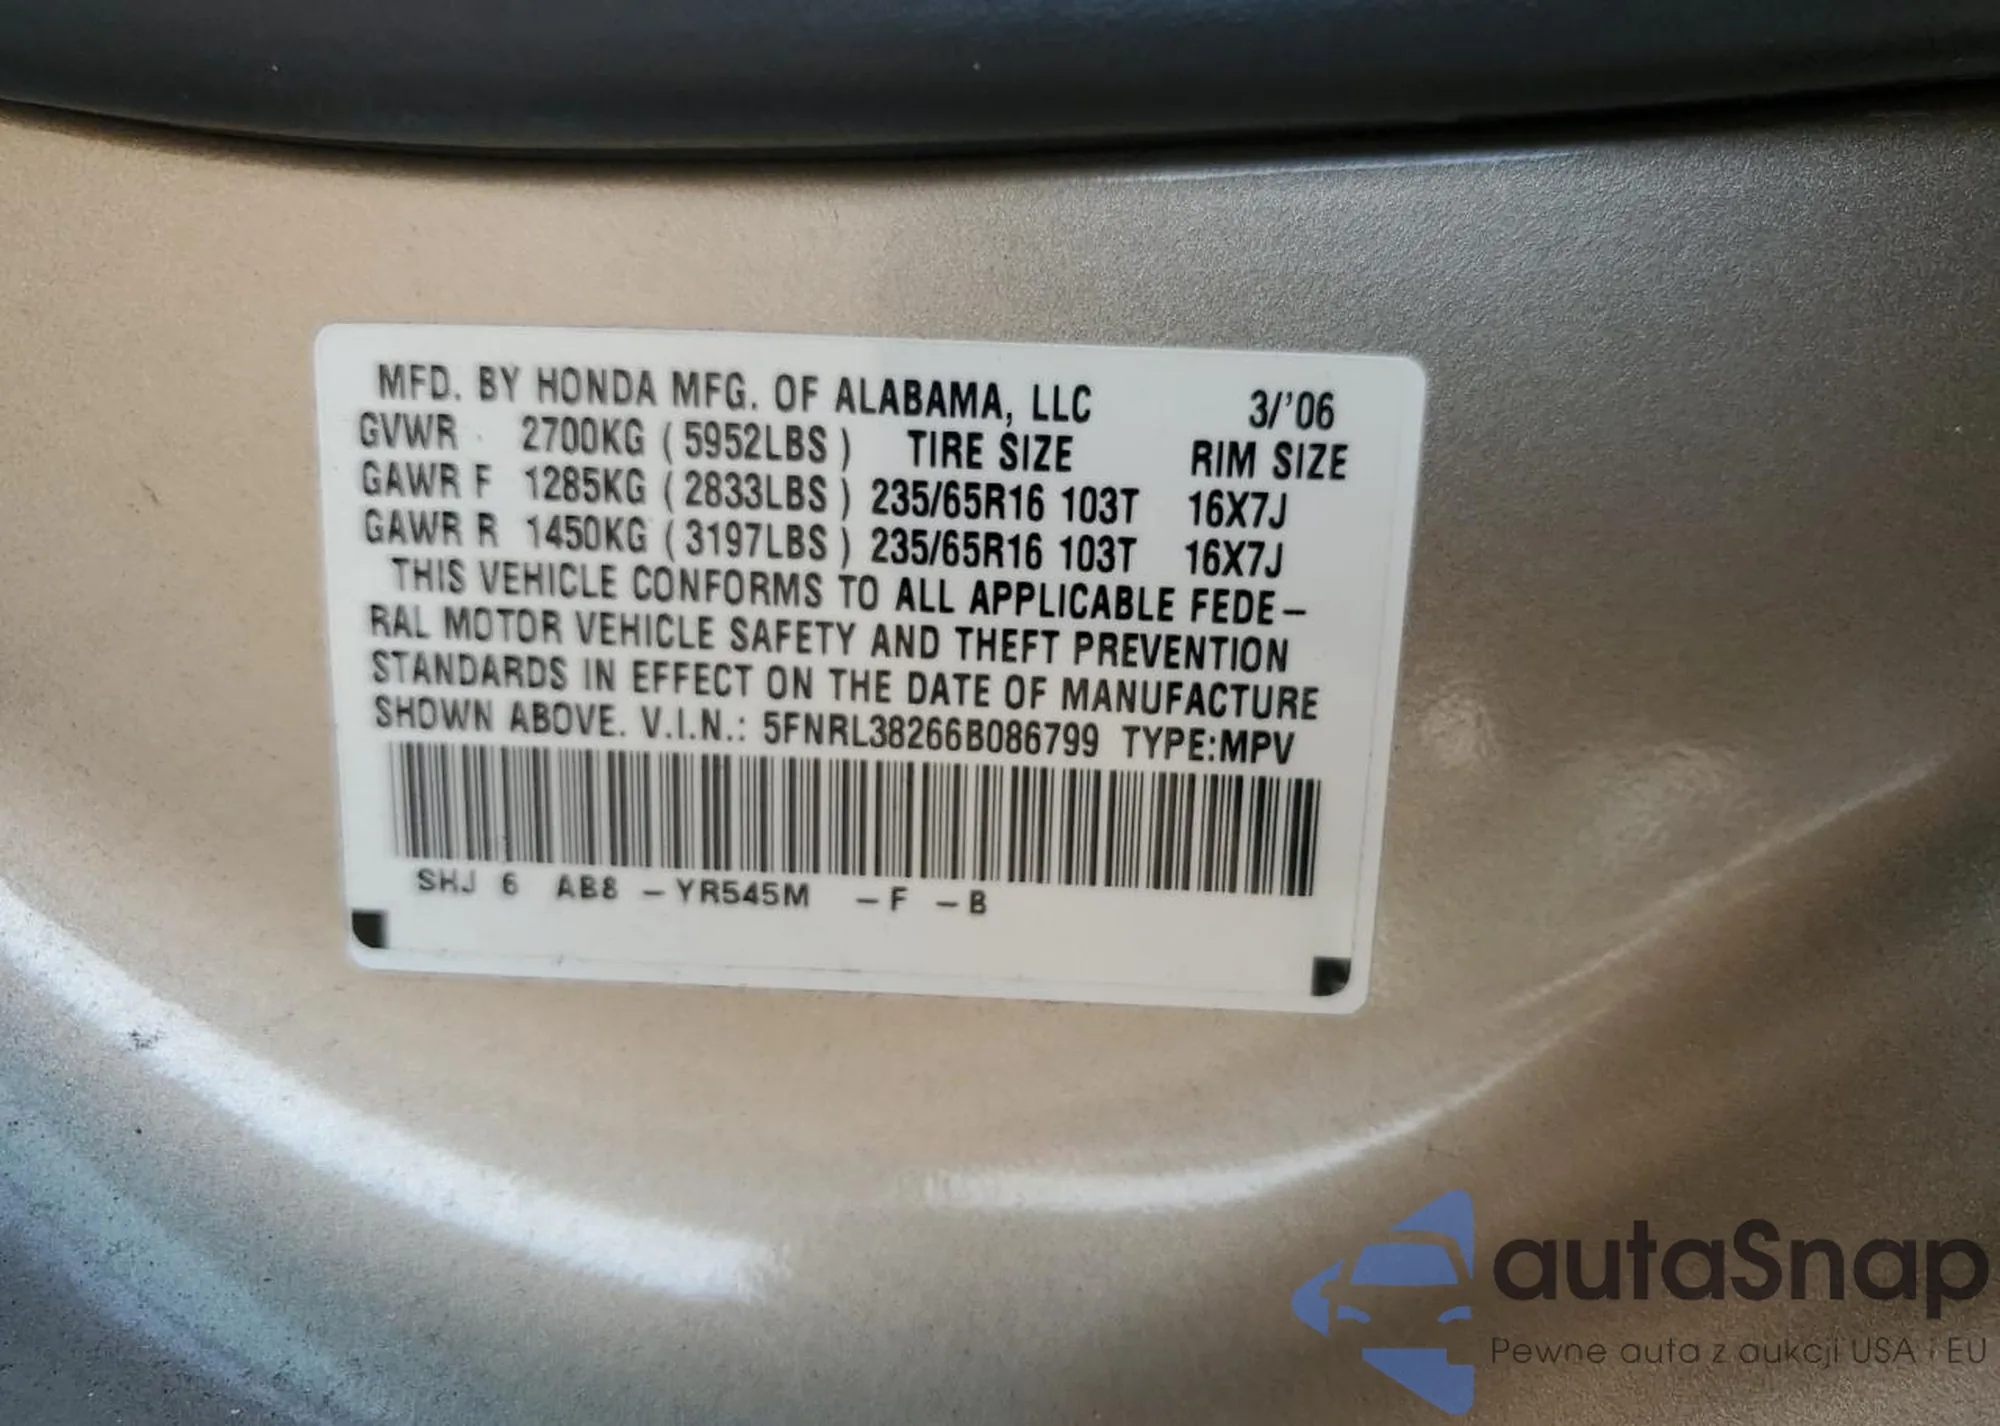 MFD. BY HONDA MFG. OF ALABAMA, LLC 3/'06
GVWR 2700KG ( 5952LBS ) TIRE SIZE RIM SIZE
GAWR F 1285KG ( 2833LBS ) 235/65R16 103T 16X7J
GAWR R 1450KG ( 3197LBS ) 235/65R16 103T 16X7J
THIS VEHICLE CONFORMS TO ALL APPLICABLE FEDE-
RAL MOTOR VEHICLE SAFETY AND THEFT PREVENTION
STANDARDS IN EFFECT ON THE DATE OF MANUFACTURE
SHOWN ABOVE. V.I.N.: 5FNRL38266B086799 TYPE:MPV
SHJ 6 AB8 - YR545M - F - B
autaSnap
Pewne auta z aukcji USA i EU